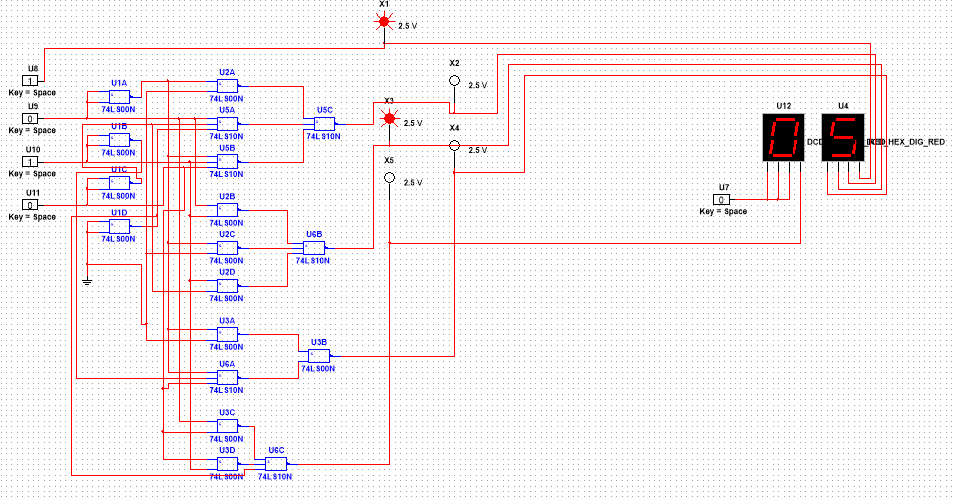 X1
2.5 V
U8
1
Key = Space
U9
0
Key = Space
U10
1
Key = Space
U11
0
Key = Space
U1A
74LS00N
U1B
74LS00N
U1C
74LS00N
U1D
74LS00N
U2A
74LS00N
U5A
74LS10N
U5B
74LS10N
U5C
74LS10N
U2B
74LS00N
U2C
74LS00N
U2D
74LS00N
U6B
74LS10N
U3A
74LS00N
U6A
74LS10N
U3B
74LS00N
U3C
74LS00N
U3D
74LS00N
U6C
74LS10N
X2
2.5 V
X3
2.5 V
X4
2.5 V
X5
2.5 V
U7
0
Key = Space
U12
0
U4
5
HEX_DIG_RED